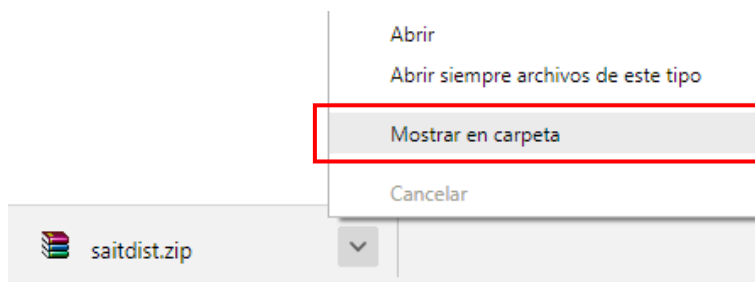 Abrir
Abrir siempre archivos de este tipo
Mostrar en carpeta
Cancelar
saitdist.zip